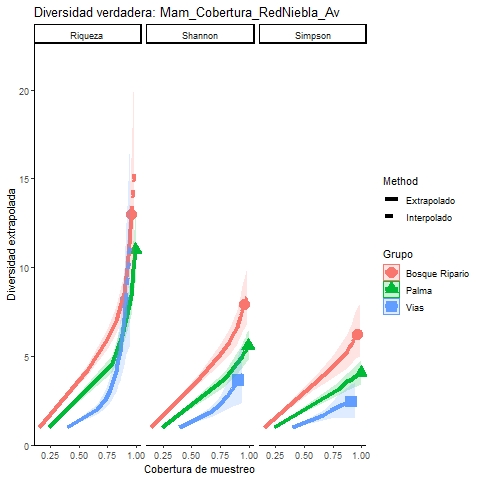 Diversidad verdadera: Mam_Cobertura_RedNiebla_Av
Riqueza
Shannon
Simpson
Diversidad extrapolada
20
15
10
5
0
0.25 0.50 0.75 1.00
0.25 0.50 0.75 1.00
0.25 0.50 0.75 1.00
Cobertura de muestreo
Method
Extrapolado
Interpolado
Grupo
Bosque Ripario
Palma
Vias